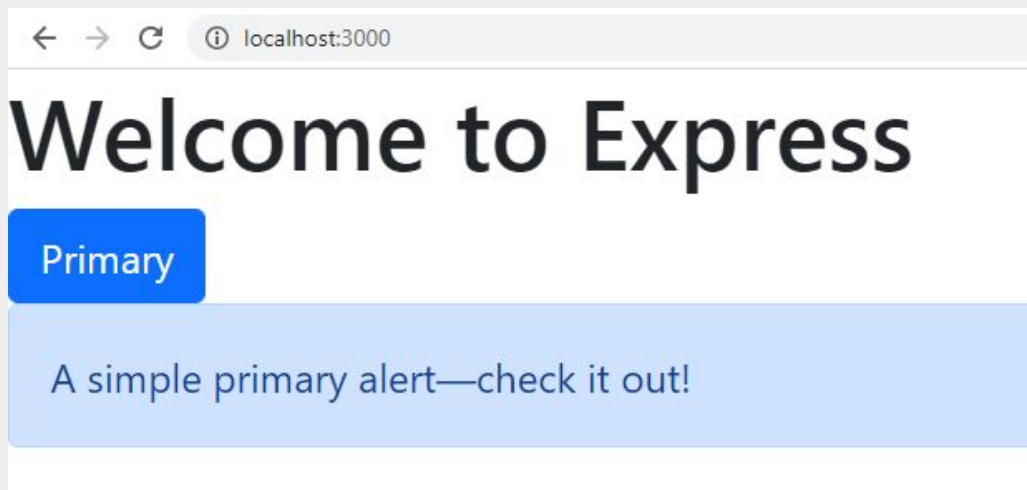 localhost:3000
Welcome to Express
Primary
A simple primary alert—check it out!